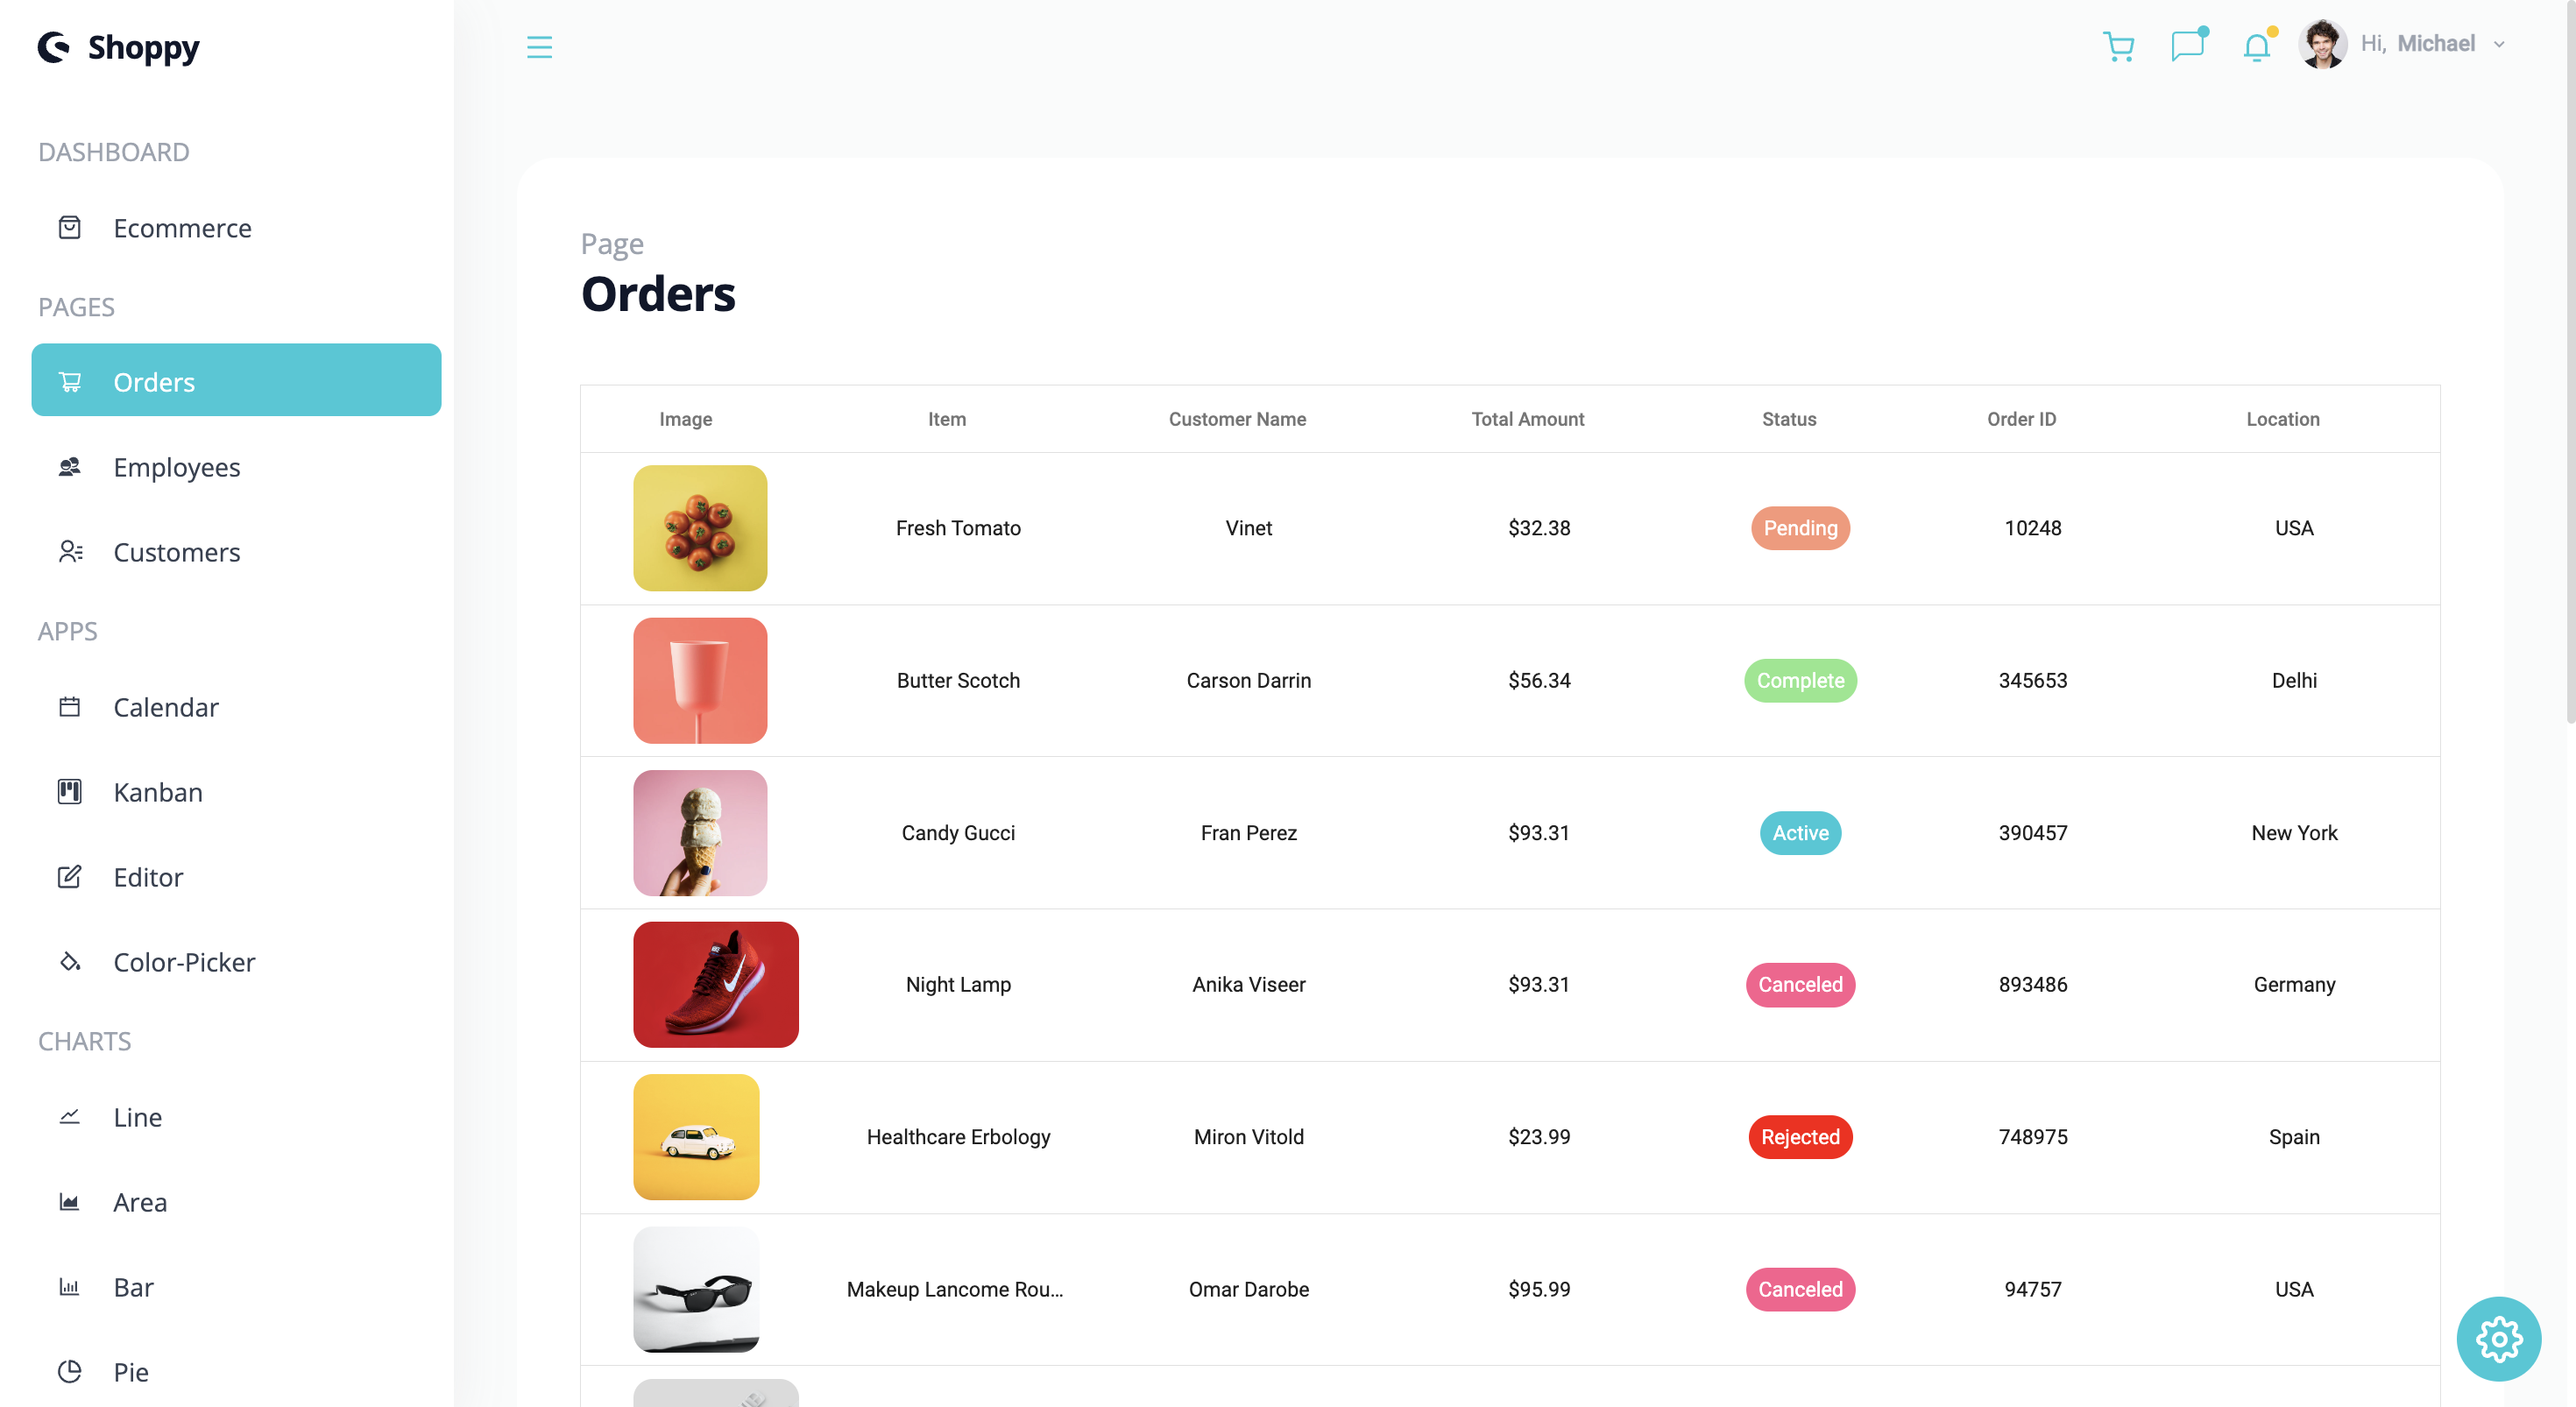 Shoppy
Hi, Michael
DASHBOARD
Ecommerce
PAGES
Orders
Employees
Customers
APPS
Calendar
Kanban
Editor
Color-Picker
CHARTS
Line
Area
Bar
Pie
Page
Orders
Image Item Customer Name Total Amount Status Order ID Location
Fresh Tomato Vinet $32.38 Pending 10248 USA
Butter Scotch Carson Darrin $56.34 Complete 345653 Delhi
Candy Gucci Fran Perez $93.31 Active 390457 New York
Night Lamp Anika Viseer $93.31 Canceled 893486 Germany
Healthcare Erbology Miron Vitold $23.99 Rejected 748975 Spain
Makeup Lancome Rou... Omar Darobe $95.99 Canceled 94757 USA